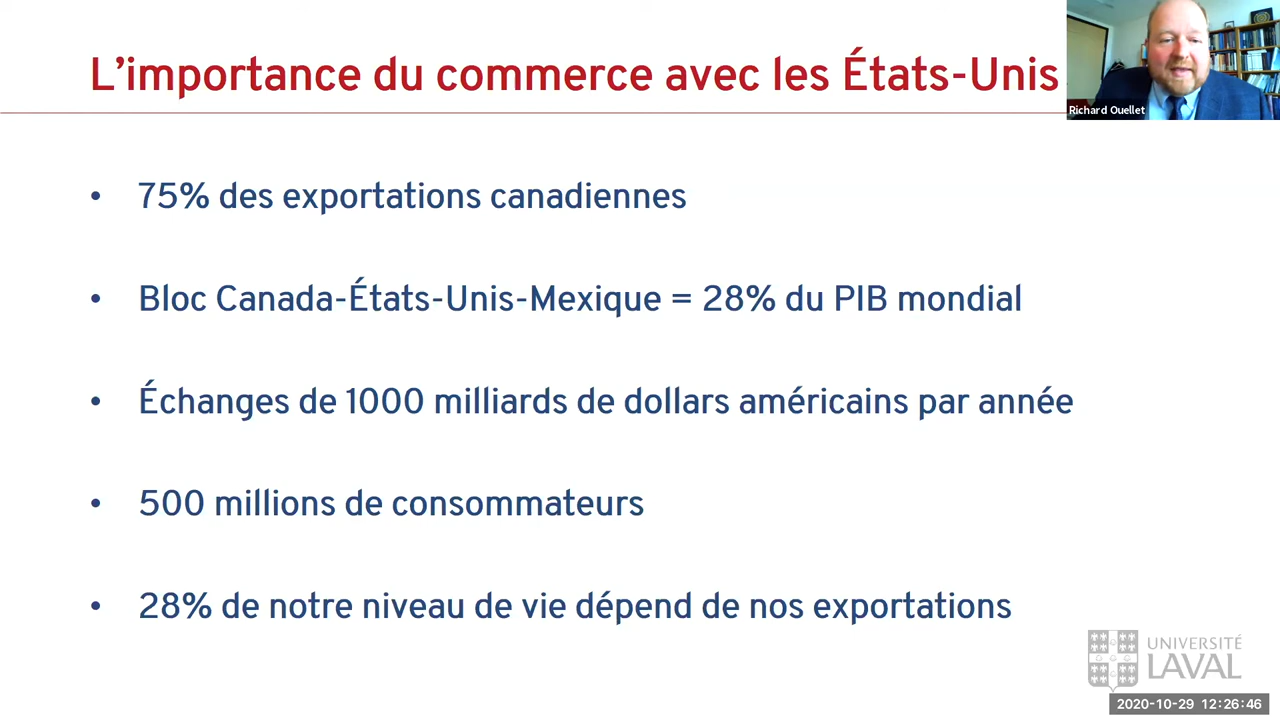 L’importance du commerce avec les États-Unis
Richard Ouellet
• 75% des exportations canadiennes
• Bloc Canada-États-Unis-Mexique = 28% du PIB mondial
• Échanges de 1000 milliards de dollars américains par année
• 500 millions de consommateurs
• 28% de notre niveau de vie dépend de nos exportations
UNIVERSITÉ
LAVAL
2020-10-29 12:26:46